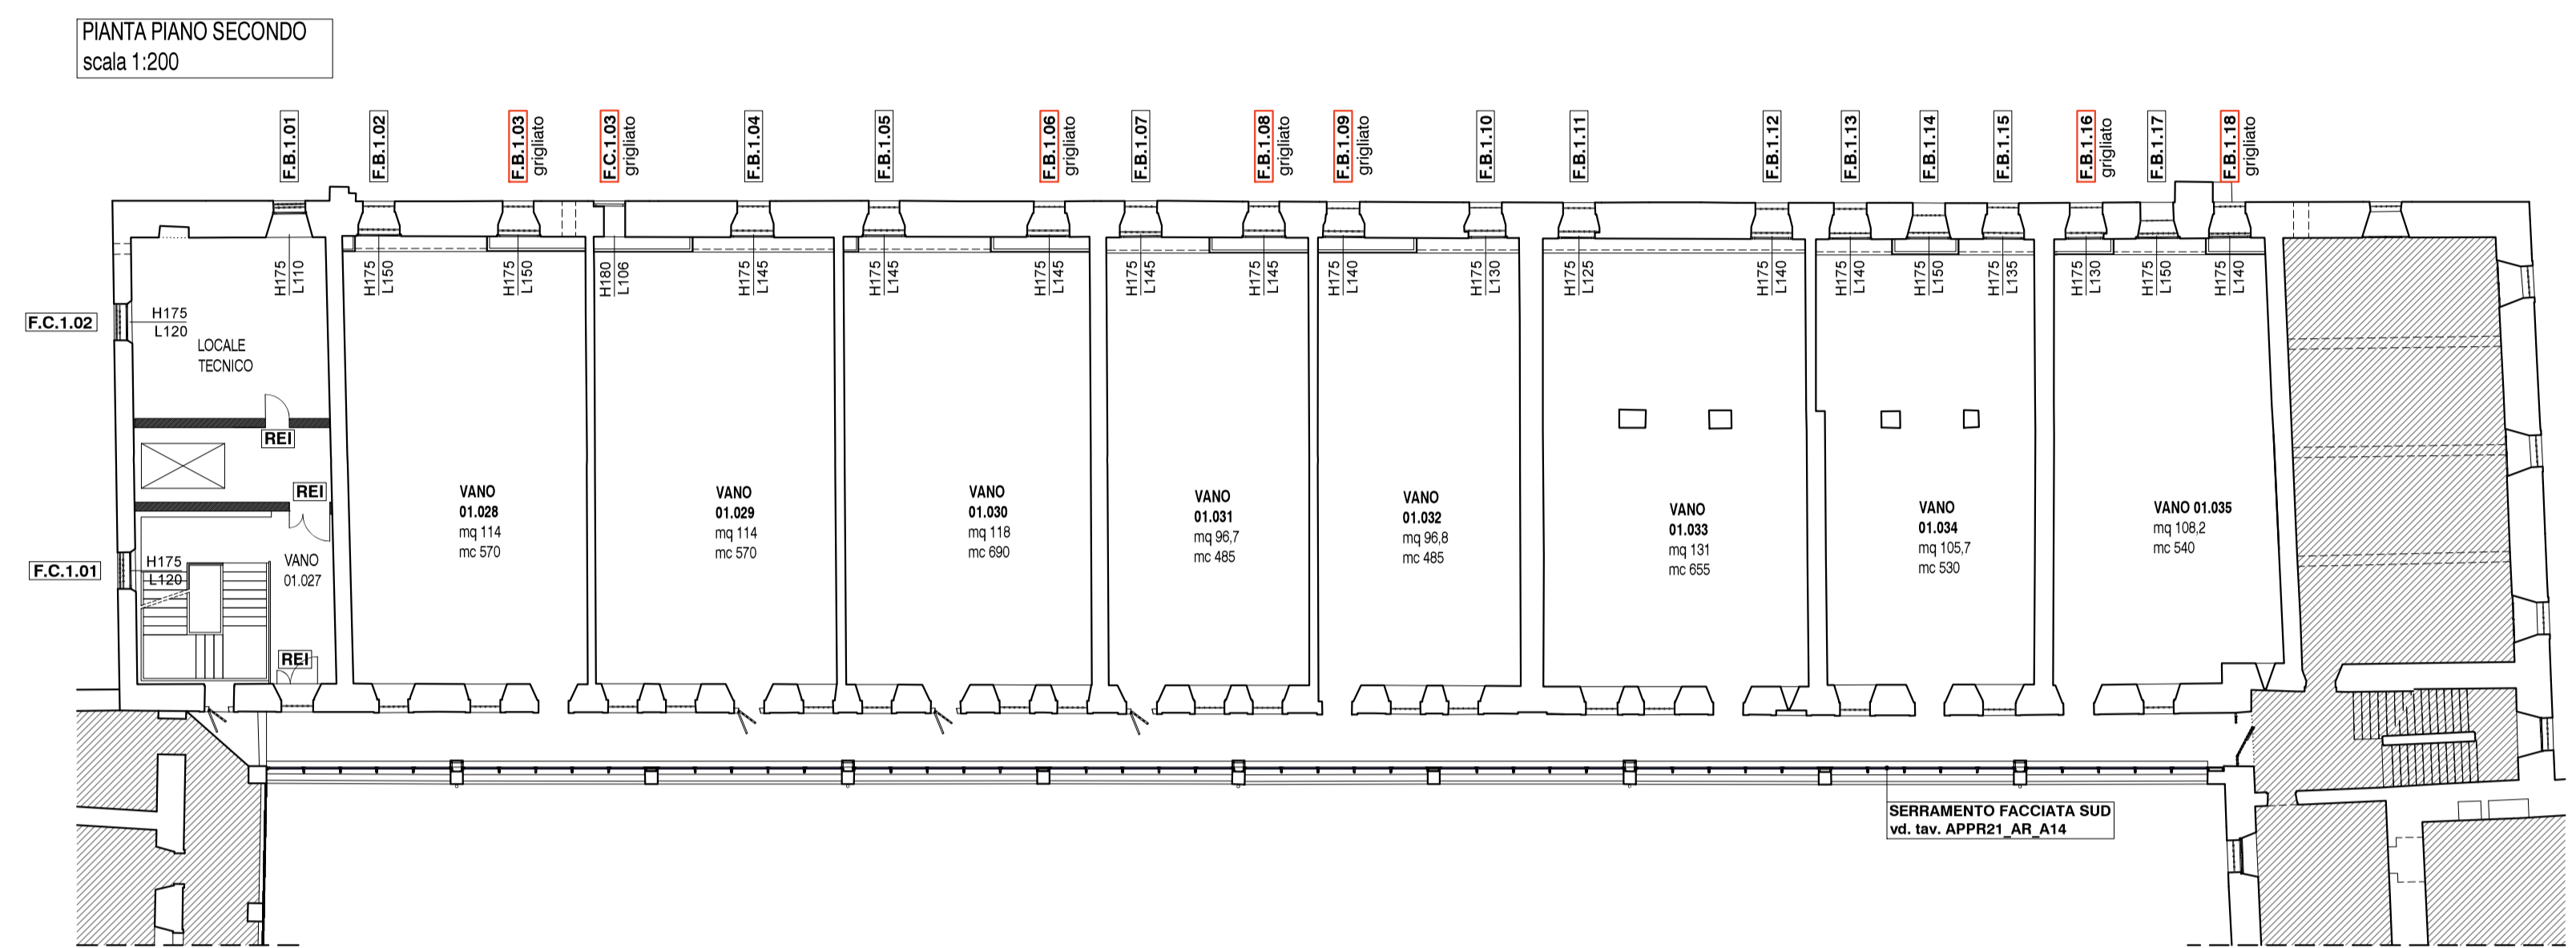 PIANTA PIANO SECONDO
scala 1:200
F.B.1.01
F.B.1.02
F.B.1.03
grigliato
F.C.1.03
grigliato
F.B.1.04
F.B.1.05
F.B.1.06
grigliato
F.B.1.07
F.B.1.08
grigliato
F.B.1.09
grigliato
F.B.1.10
F.B.1.11
F.B.1.12
F.B.1.13
F.B.1.14
F.B.1.15
F.B.1.16
grigliato
F.B.1.17
F.B.1.18
grigliato
H175
L110
H175
L150
H175
L150
H180
L106
H175
L145
H175
L145
H175
L145
H175
L145
H175
L145
H175
L140
H175
L130
H175
L125
H175
L140
H175
L140
H175
L150
H175
L135
H175
L130
H175
L150
H175
L140
F.C.1.02
H175
L120
LOCALE
TECNICO
REI
REI
F.C.1.01
H175
L120
VANO
01.027
REI
VANO
01.028
mq 114
mc 570
VANO
01.029
mq 114
mc 570
VANO
01.030
mq 118
mc 690
VANO
01.031
mq 96,7
mc 485
VANO
01.032
mq 96,8
mc 485
VANO
01.033
mq 131
mc 655
VANO
01.034
mq 105,7
mc 530
VANO 01.035
mq 108,2
mc 540
SERRAMENTO FACCIATA SUD
vd. tav. APPR21_AR_A14